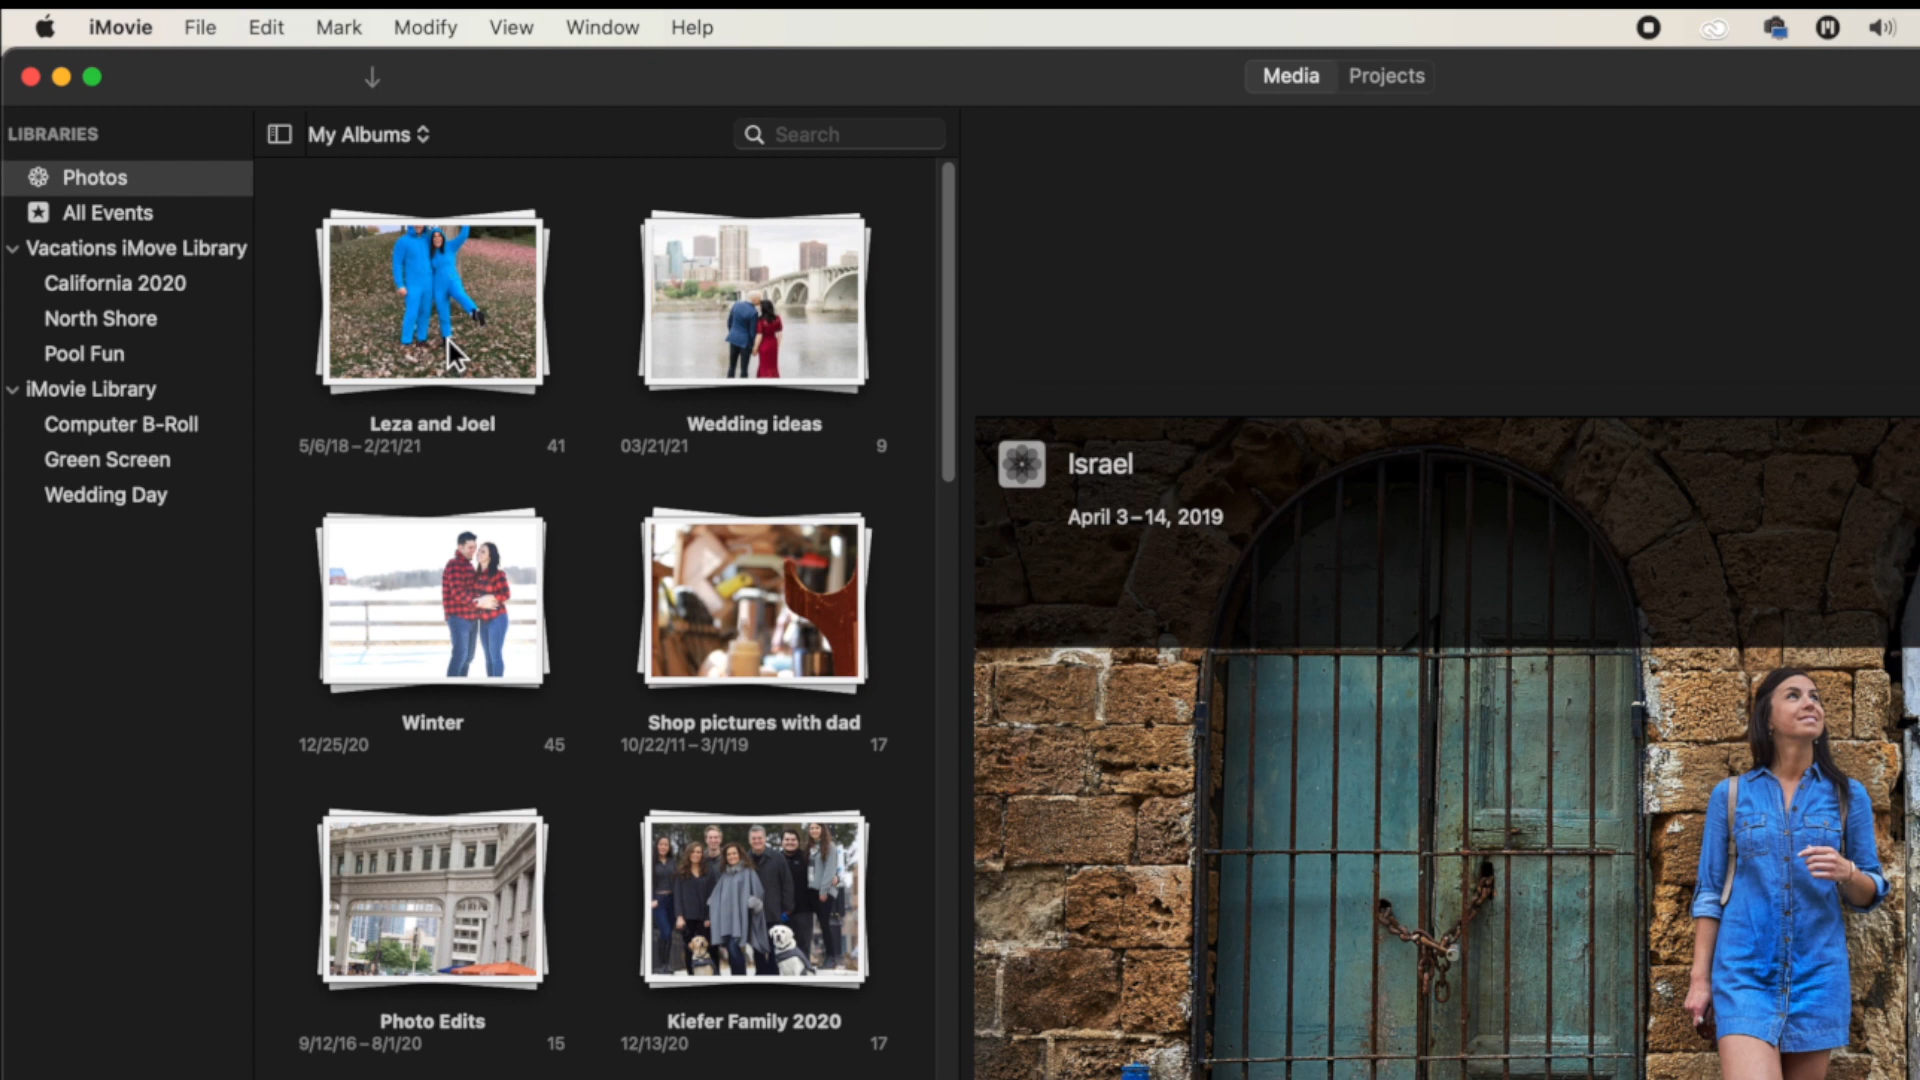 iMovie File Edit Mark Modify View Window Help
Media Projects
LIBRARIES
My Albums
Search
Photos
All Events
Vacations iMove Library
California 2020
North Shore
Pool Fun
iMovie Library
Computer B-Roll
Green Screen
Wedding Day
Leza and Joel
5/6/18 – 2/21/21 41
Wedding ideas
03/21/21 9
Winter
12/25/20 45
Shop pictures with dad
10/22/11 – 3/1/19 17
Photo Edits
9/12/16 – 8/1/20 15
Kiefer Family 2020
12/13/20 17
Israel
April 3 – 14, 2019